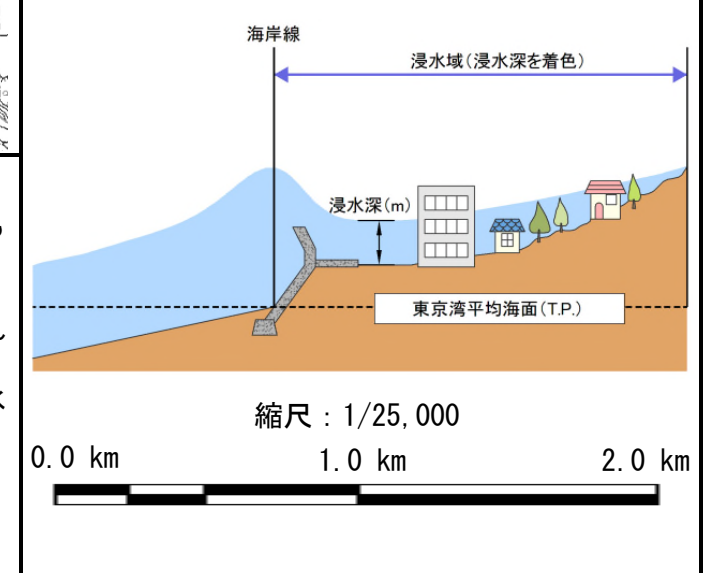 海岸線
浸水域(浸水深を着色)
浸水深(m)
東京湾平均海面(T.P.)
縮尺：1/25,000
0.0 km 1.0 km 2.0 km